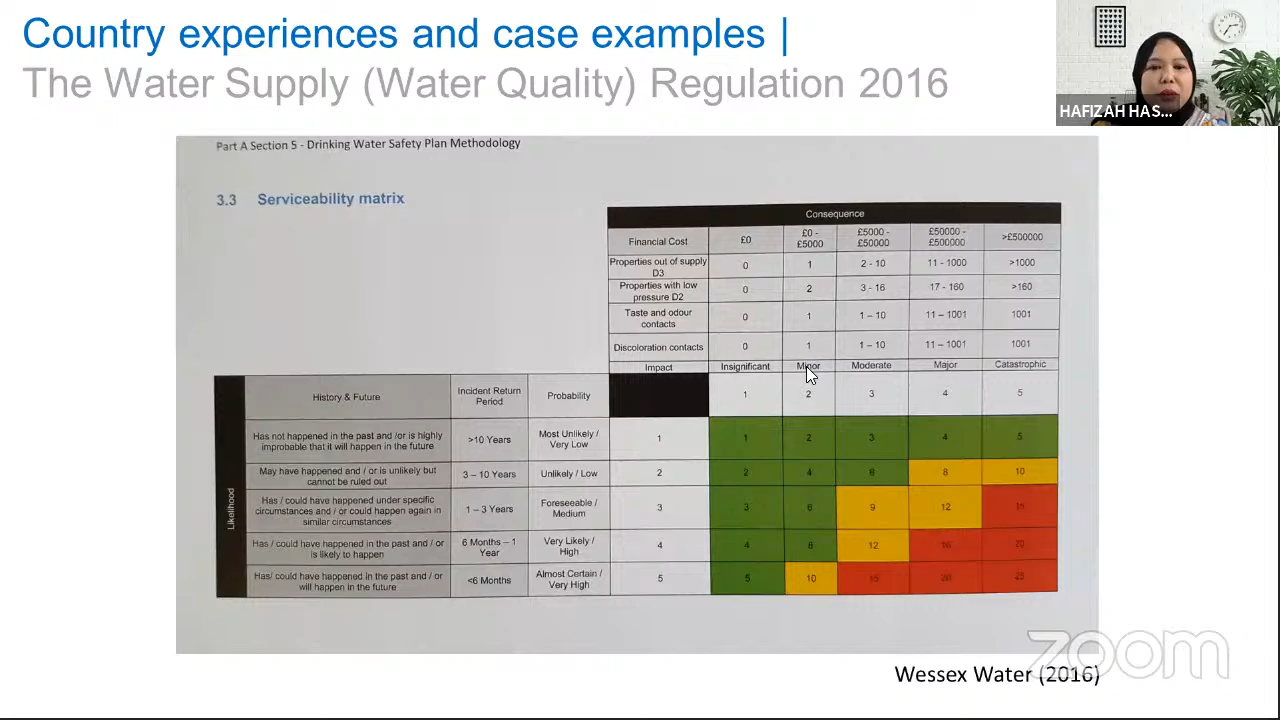 Country experiences and case examples |
The Water Supply (Water Quality) Regulation 2016
HAFIZAH HAS...
Part A Section 5 - Drinking Water Safety Plan Methodology
3.3 Serviceability matrix
Consequence
Financial Cost £0 £0 - £5000 £5000 - £50000 £50000 - £500000 >£500000
Properties out of supply D3 0 1 2 - 10 11 - 1000 >1000
Properties with low pressure D2 0 2 3 - 16 17 - 160 >160
Taste and odour contacts 0 1 1 – 10 11 – 1001 1001
Discoloration contacts 0 1 1 – 10 11 – 1001 1001
Impact Insignificant Minor Moderate Major Catastrophic
History & Future Incident Return Period Probability 1 2 3 4 5
Likelihood
Has not happened in the past and /or is highly improbable that it will happen in the future >10 Years Most Unlikely / Very Low 1 1 2 3 4 5
May have happened and / or is unlikely but cannot be ruled out 3 – 10 Years Unlikely / Low 2 2 4 6 8 10
Has / could have happened under specific circumstances and / or could happen again in similar circumstances 1 – 3 Years Foreseeable / Medium 3 3 6 9 12 15
Has / could have happened in the past and / or is likely to happen 6 Months – 1 Year Very Likely / High 4 4 8 12 16 20
Has/ could have happened in the past and / or will happen in the future <6 Months Almost Certain / Very High 5 5 10 15 20 25
zoom
Wessex Water (2016)